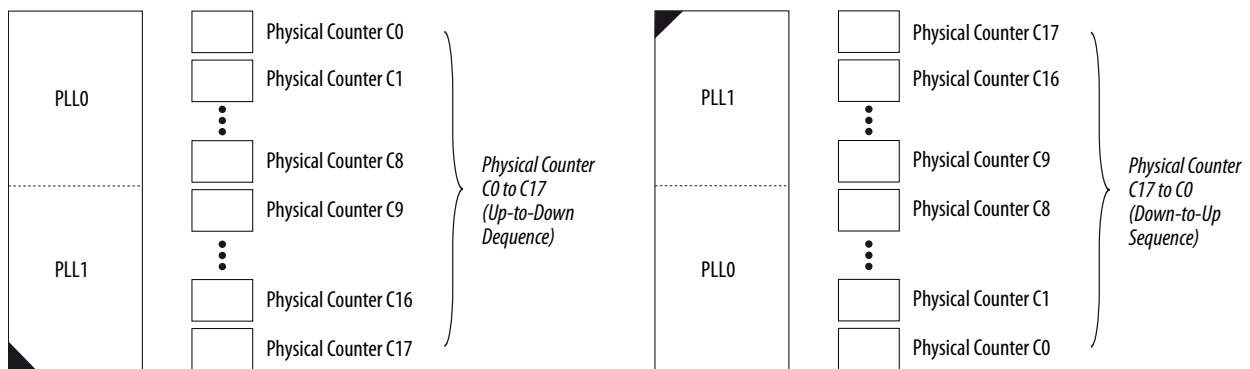 PLL0
PLL1
Physical Counter C0
Physical Counter C1
Physical Counter C8
Physical Counter C9
Physical Counter C16
Physical Counter C17
Physical Counter
C0 to C17
(Up-to-Down
Dequence)
PLL1
PLL0
Physical Counter C17
Physical Counter C16
Physical Counter C9
Physical Counter C8
Physical Counter C1
Physical Counter C0
Physical Counter
C17 to C0
(Down-to-Up
Sequence)